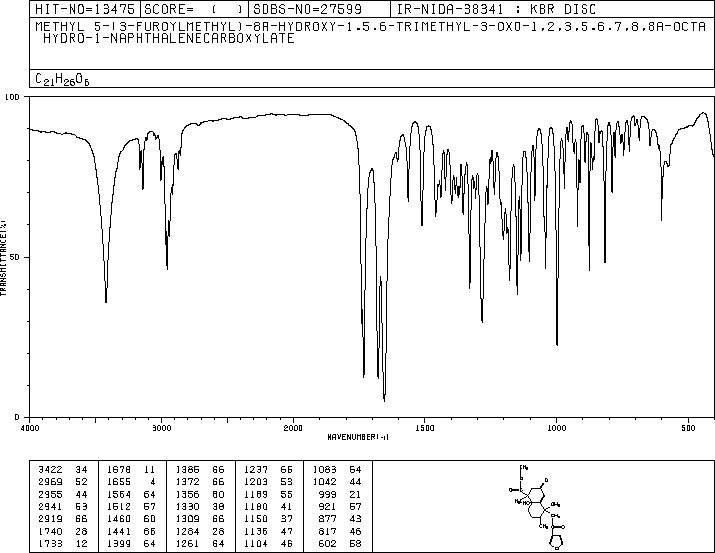 HIT-NO=13475 SCORE= ( ) SDBS-NO=27599 IR-NIDA-38341 : KBR DISC
METHYL 5-(3-FUROYLMETHYL)-8A-HYDROXY-1,5,6-TRIMETHYL-3-OXO-1,2,3,5,6,7,8,8A-OCTA
HYDRO-1-NAPHTHALENECARBOXYLATE
C21H26O6
100
50
0
TRANSMITTANCE(%)
4000 3000 2000 1500 1000 500
WAVENUMBER(-1)
3422 34 1678 11 1386 66 1237 66 1083 64
2969 52 1655 4 1372 66 1203 53 1042 44
2955 44 1564 64 1356 60 1189 55 999 21
2941 53 1512 57 1330 38 1180 41 921 57
2919 66 1460 60 1309 66 1150 37 877 43
1740 28 1441 66 1284 28 1136 47 817 46
1733 12 1399 64 1261 64 1104 46 602 58